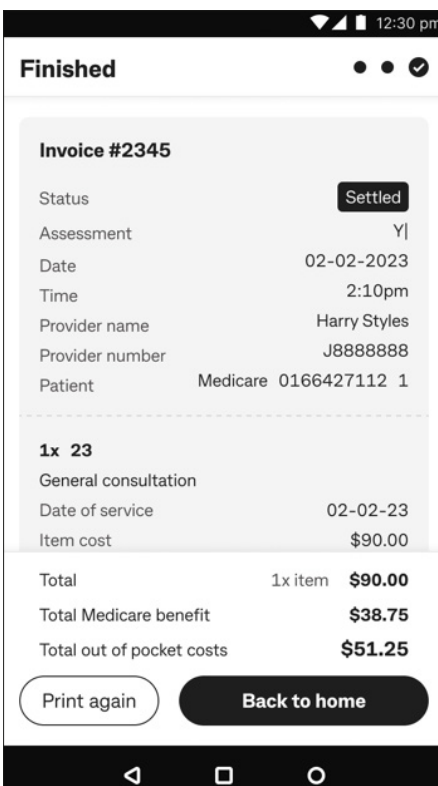 12:30 pm
Finished
Invoice #2345
Status Settled
Assessment Y|
Date 02-02-2023
Time 2:10pm
Provider name Harry Styles
Provider number J8888888
Patient Medicare 0166427112 1
1x 23
General consultation
Date of service 02-02-23
Item cost $90.00
Total 1x item $90.00
Total Medicare benefit $38.75
Total out of pocket costs $51.25
Print again Back to home